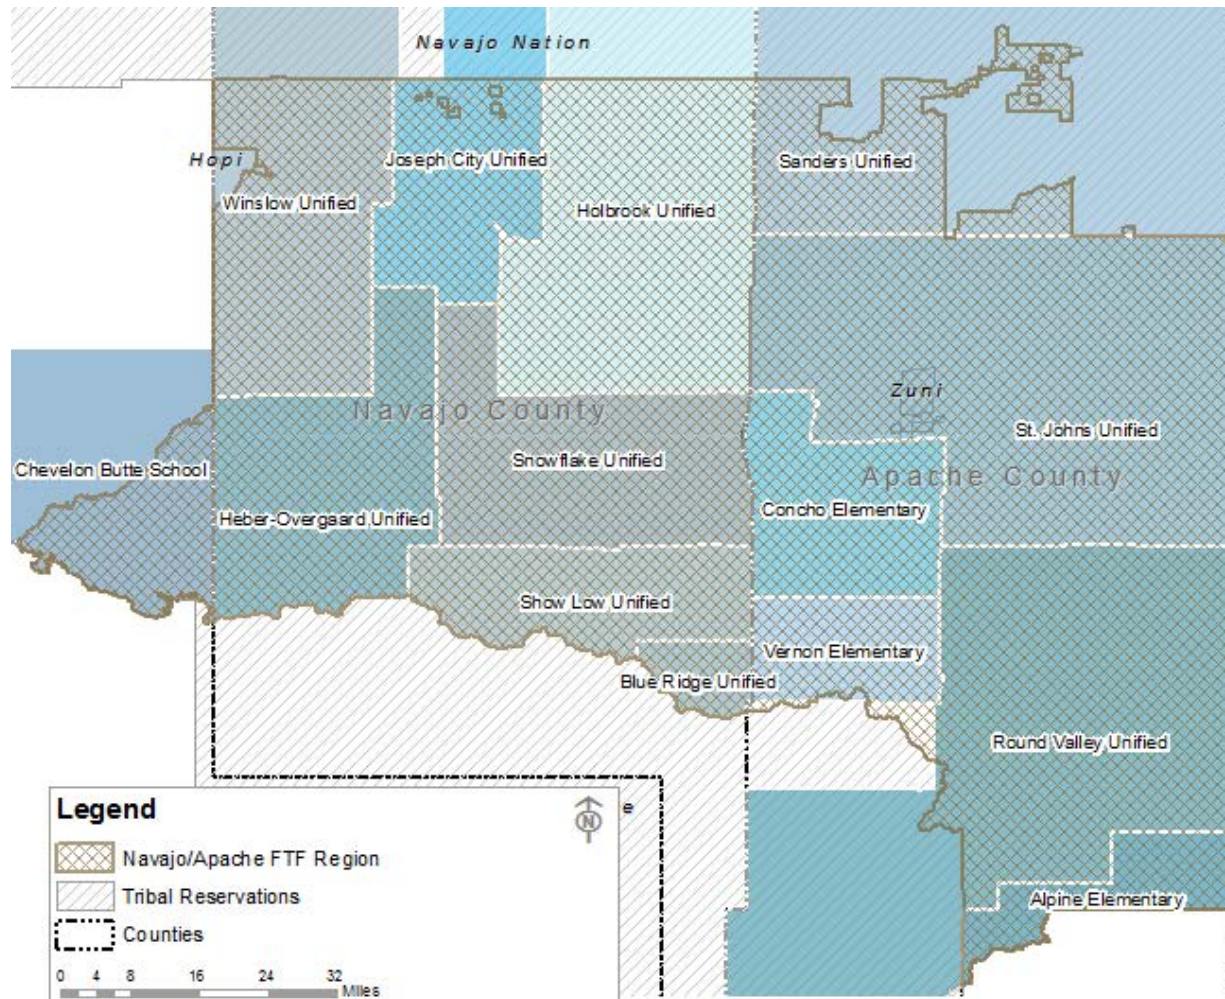 Navajo Nation
Hopi
Joseph City Unified
Sanders Unified
Winslow Unified
Holbrook Unified
Zuni
Navajo County
St. Johns Unified
Snowflake Unified
Chevelon Butte School
Apache County
Concho Elementary
Heber-Overgaard Unified
Show Low Unified
Vernon Elementary
Blue Ridge Unified
Round Valley Unified
Alpine Elementary
Legend
N
e
Navajo/Apache FTF Region
Tribal Reservations
Counties
0 4 8 16 24 32
Miles